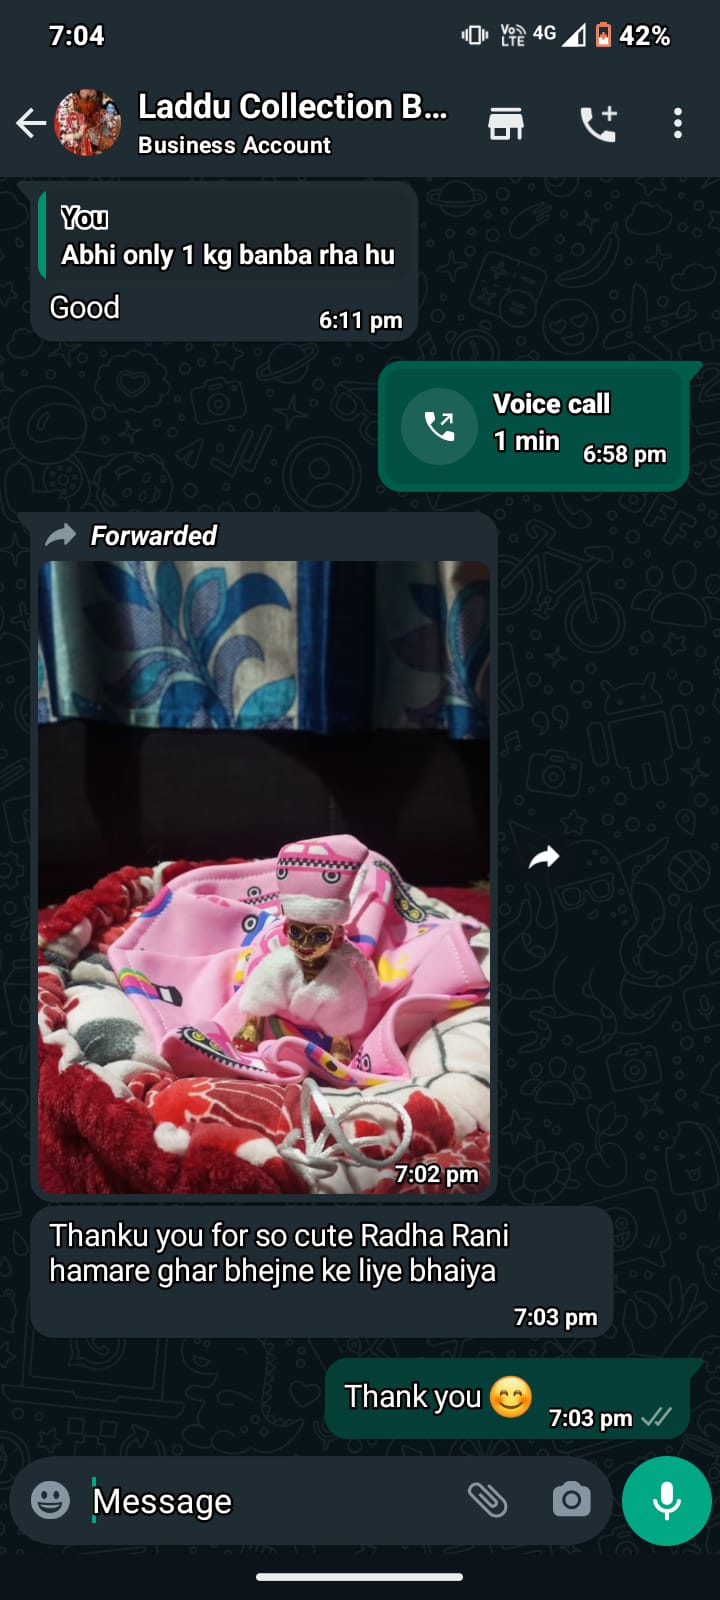 7:04
Vo
LTE
4G
42%
Laddu Collection B...
Business Account
You
Abhi only 1 kg banba rha hu
Good
6:11 pm
Voice call
1 min
6:58 pm
Forwarded
7:02 pm
Thanku you for so cute Radha Rani
hamare ghar bhejne ke liye bhaiya
7:03 pm
Thank you 😊
7:03 pm
Message